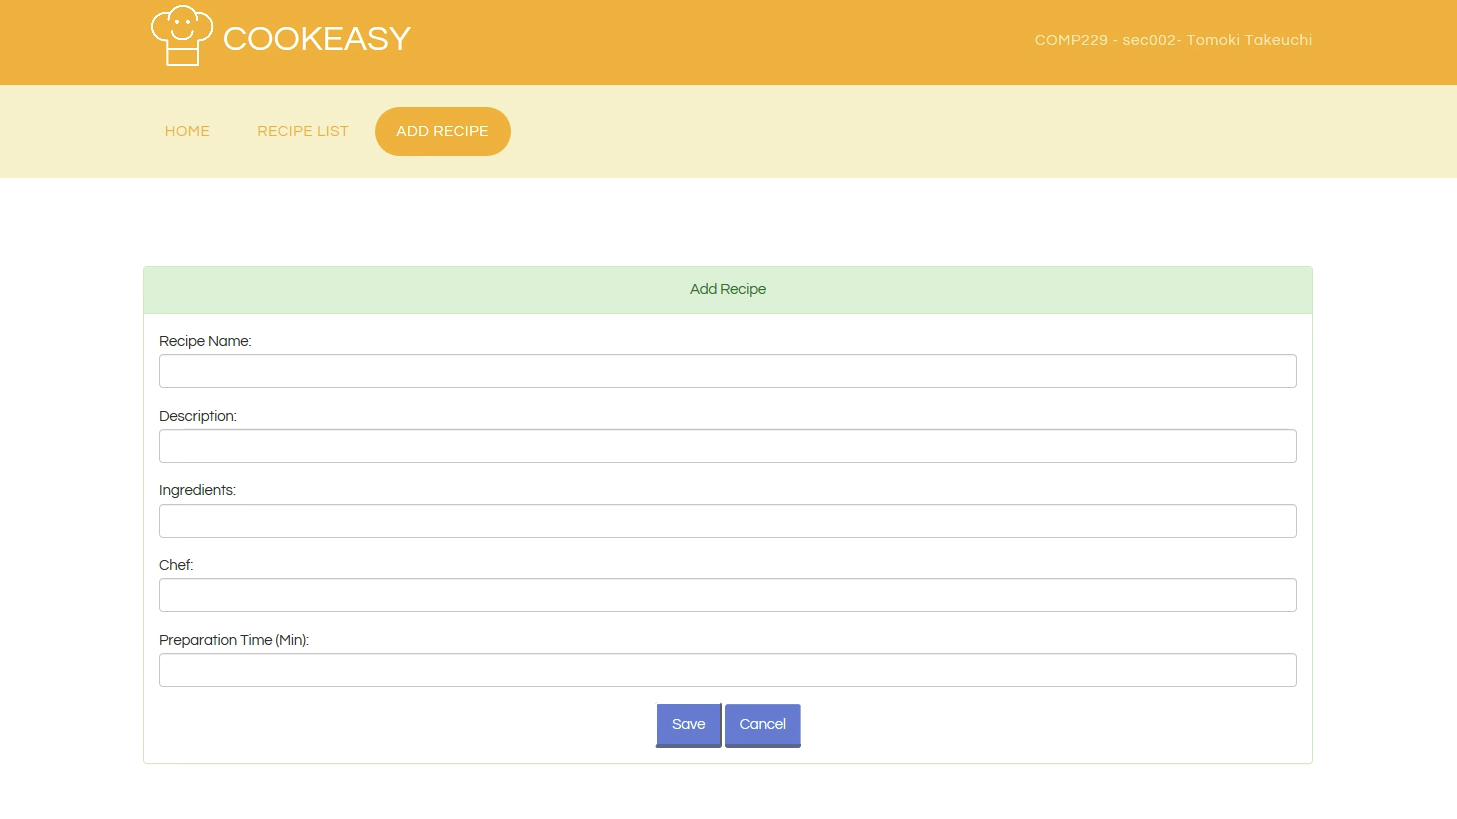 COOKEASY
COMP229 - sec002- Tomoki Takeuchi
HOME
RECIPE LIST
ADD RECIPE
Add Recipe
Recipe Name:
Description:
Ingredients:
Chef:
Preparation Time (Min):
Save
Cancel